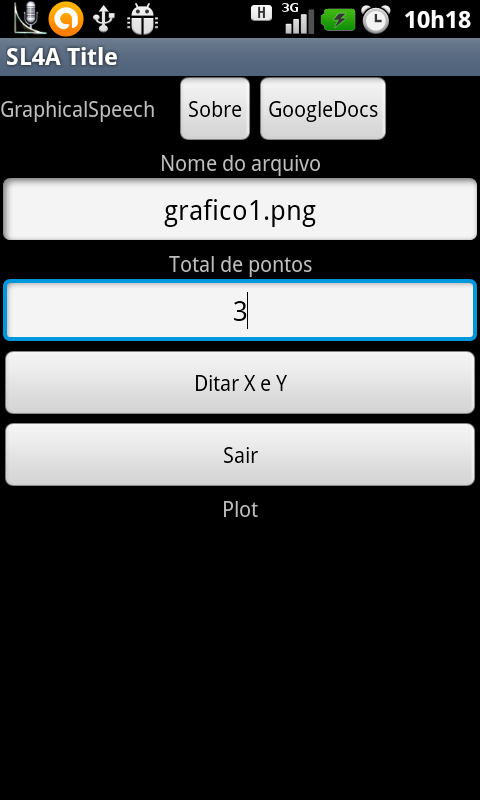 H 3G 10h18
SL4A Title
GraphicalSpeech Sobre GoogleDocs
Nome do arquivo
grafico1.png
Total de pontos
3
Ditar X e Y
Sair
Plot